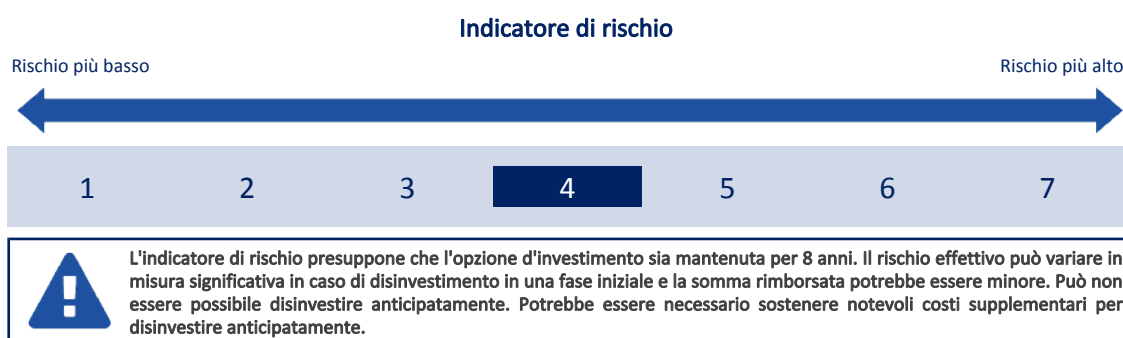 Indicatore di rischio
Rischio più basso
Rischio più alto
1 2 3 4 5 6 7
L'indicatore di rischio presuppone che l'opzione d'investimento sia mantenuta per 8 anni. Il rischio effettivo può variare in
misura significativa in caso di disinvestimento in una fase iniziale e la somma rimborsata potrebbe essere minore. Può non
essere possibile disinvestire anticipatamente. Potrebbe essere necessario sostenere notevoli costi supplementari per
disinvestire anticipatamente.